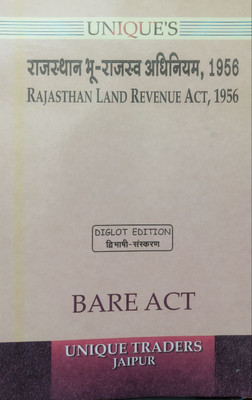 UNIQUE'S
राजस्थान भू-राजस्व अधिनियम, 1956
RAJASTHAN LAND REVENUE ACT, 1956
DIGLOT EDITION
द्विभाषी-संस्करण
BARE ACT
UNIQUE TRADERS
JAIPUR